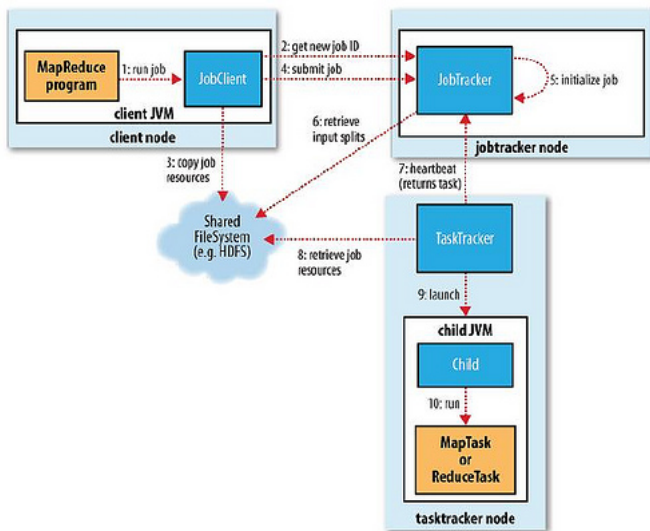 MapReduce
program
1: run job
JobClient
client JVM
client node
2: get new job ID
4: submit job
JobTracker
5: initialize job
jobtracker node
3: copy job
resources
6: retrieve
input splits
7: heartbeat
(returns task)
Shared
FileSystem
(e.g. HDFS)
8: retrieve job
resources
TaskTracker
9: launch
child JVM
Child
10: run
MapTask
or
ReduceTask
tasktracker node